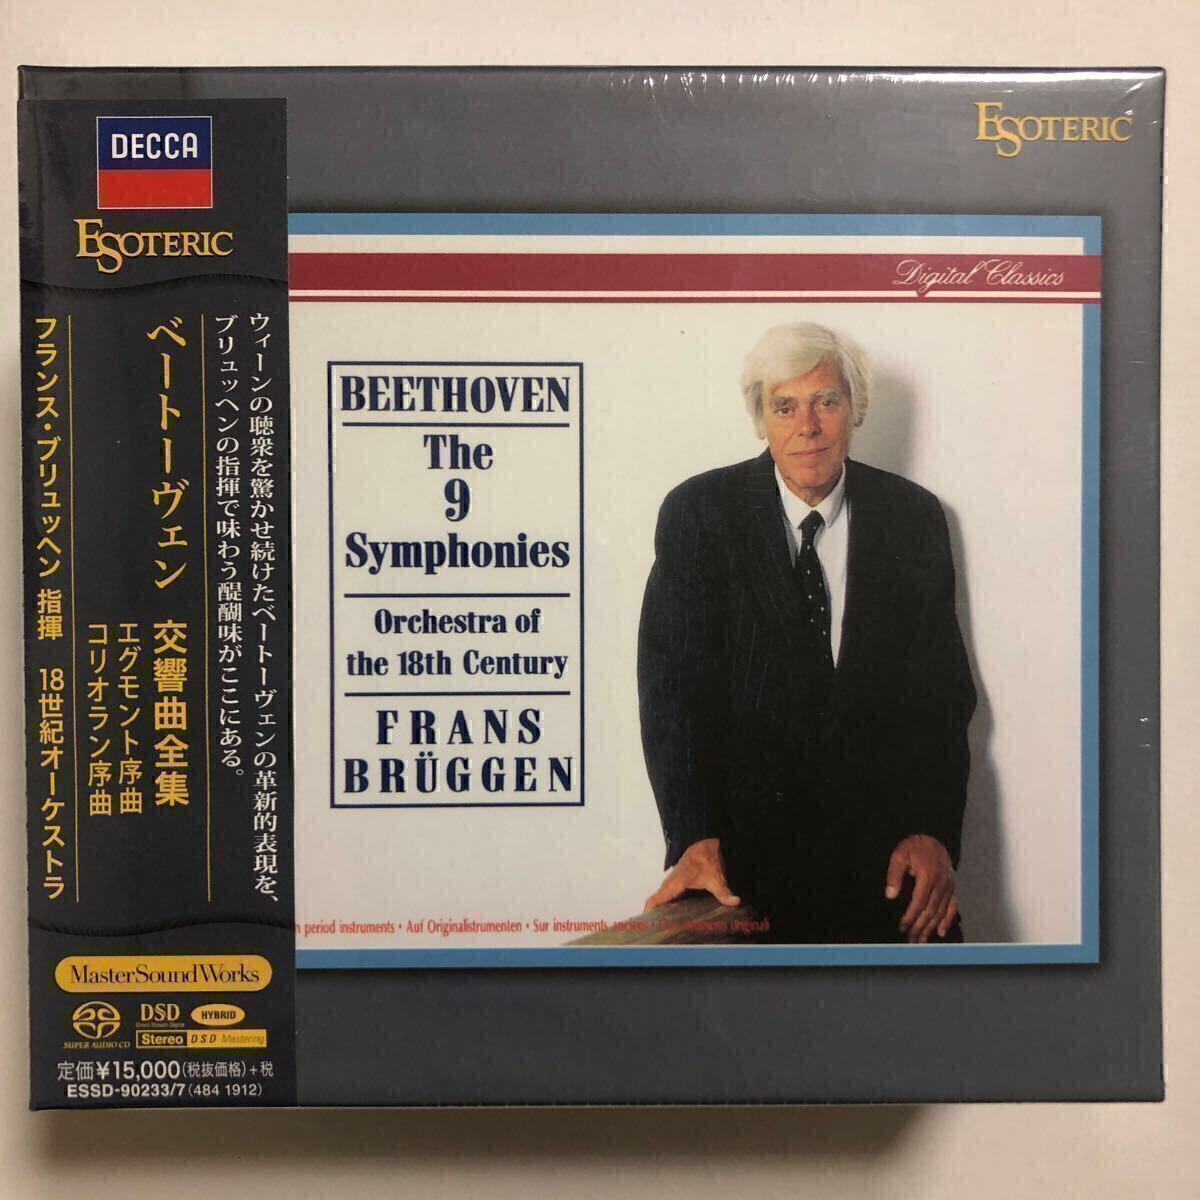 DECCA
ESOTERIC
ウィーンの聴衆を驚かせ続けたベートーヴェンの革新的表現を、
ブリュッヘンの指揮で味わう醍醐味がここにある。
ベートーヴェン 交響曲全集
エグモント序曲
コリオラン序曲
フランス・ブリュッヘン 指揮 18世紀オーケストラ
MasterSoundWorks
SUPER AUDIO CD
DSD
Direct Stream Digital
HYBRID
Stereo
DSD Mastering
定価¥15,000(税抜価格)+税
ESSD-90233/7(484 1912)
ESOTERIC
Digital Classics
BEETHOVEN
The
9
Symphonies
Orchestra of
the 18th Century
FRANS
BRÜGGEN
n period instruments · Auf Originalistrumenten · Sur instruments anciens · originali